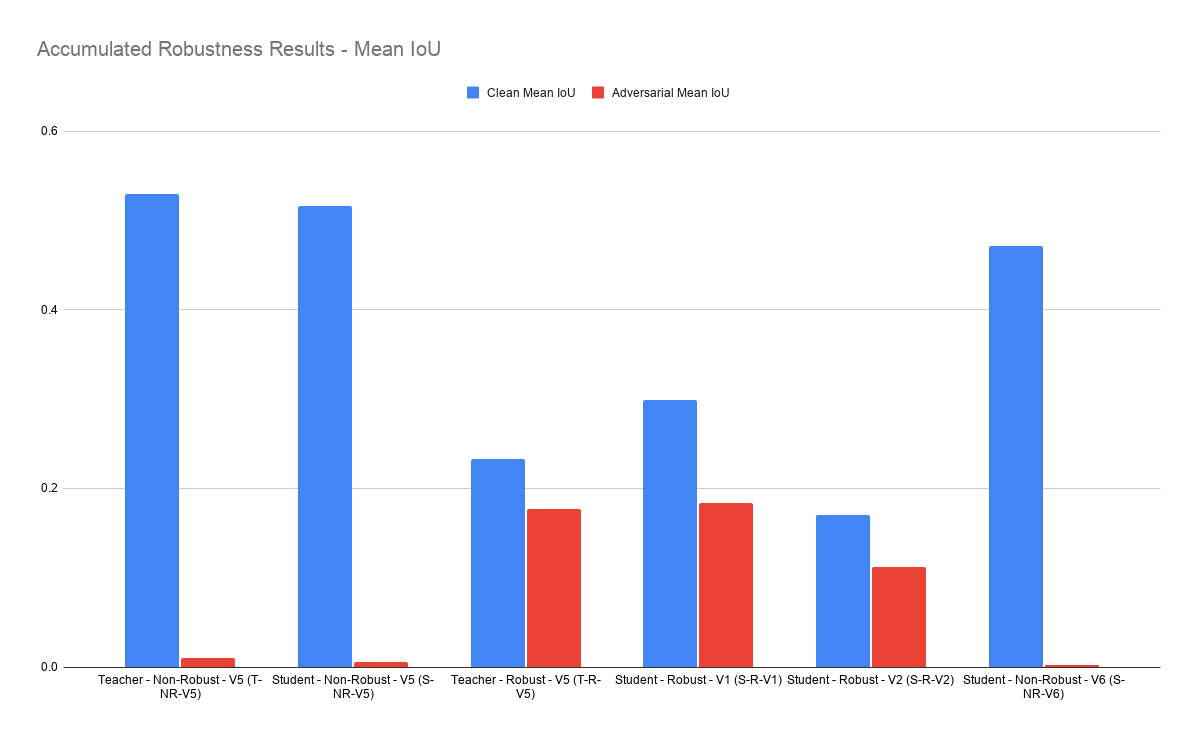 Accumulated Robustness Results - Mean IoU
Clean Mean IoU
Adversarial Mean IoU
0.6
0.4
0.2
0.0
Teacher - Non-Robust - V5 (T-
NR-V5)
Student - Non-Robust - V5 (S-
NR-V5)
Teacher - Robust - V5 (T-R-
V5)
Student - Robust - V1 (S-R-V1)
Student - Robust - V2 (S-R-V2)
Student - Non-Robust - V6 (S-
NR-V6)